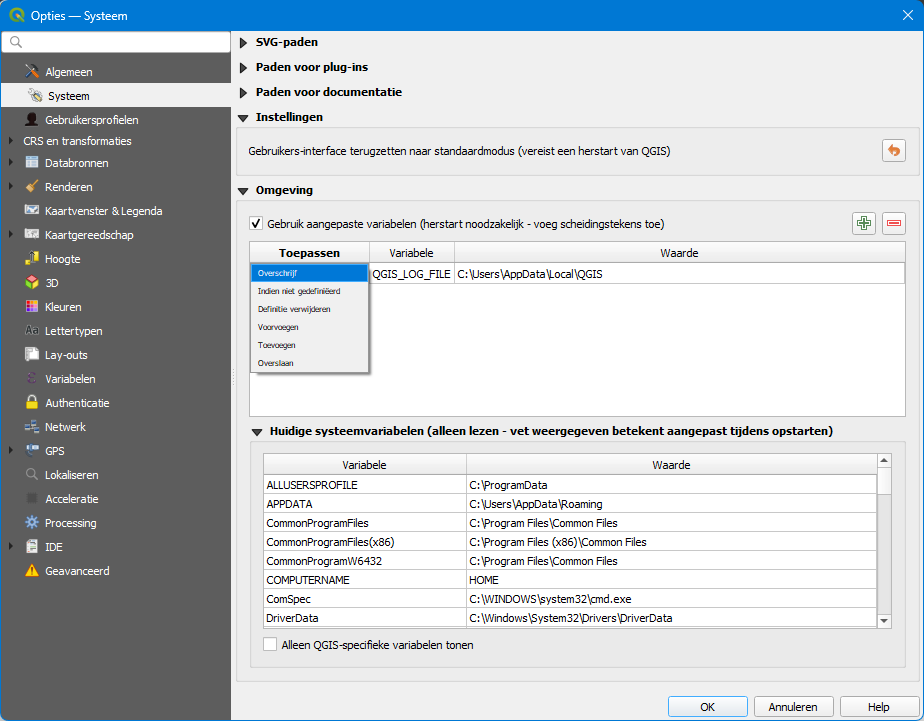 Opties — Systeem
Algemeen
Systeem
Gebruikersprofielen
CRS en transformaties
Databronnen
Renderen
Kaartvenster & Legenda
Kaartgereedschap
Hoogte
3D
Kleuren
Lettertypen
Lay-outs
Variabelen
Authenticatie
Netwerk
GPS
Lokaliseren
Acceleratie
Processing
IDE
Geavanceerd
SVG-paden
Paden voor plug-ins
Paden voor documentatie
Instellingen
Gebruikers-interface terugzetten naar standaardmodus (vereist een herstart van QGIS)
Omgeving
Gebruik aangepaste variabelen (herstart noodzakelijk - voeg scheidingstekens toe)
Toepassen Variabele Waarde
Overschrijf QGIS_LOG_FILE C:\Users\AppData\Local\QGIS
Indien niet gedefiniëerd
Definitie verwijderen
Voorvoegen
Toevoegen
Overslaan
Huidige systeemvariabelen (alleen lezen - vet weergegeven betekent aangepast tijdens opstarten)
Variabele Waarde
ALLUSERSPROFILE C:\ProgramData
APPDATA C:\Users\AppData\Roaming
CommonProgramFiles C:\Program Files\Common Files
CommonProgramFiles(x86) C:\Program Files (x86)\Common Files
CommonProgramW6432 C:\Program Files\Common Files
COMPUTERNAME HOME
ComSpec C:\WINDOWS\system32\cmd.exe
DriverData C:\Windows\System32\Drivers\DriverData
Alleen QGIS-specifieke variabelen tonen
OK Annuleren Help